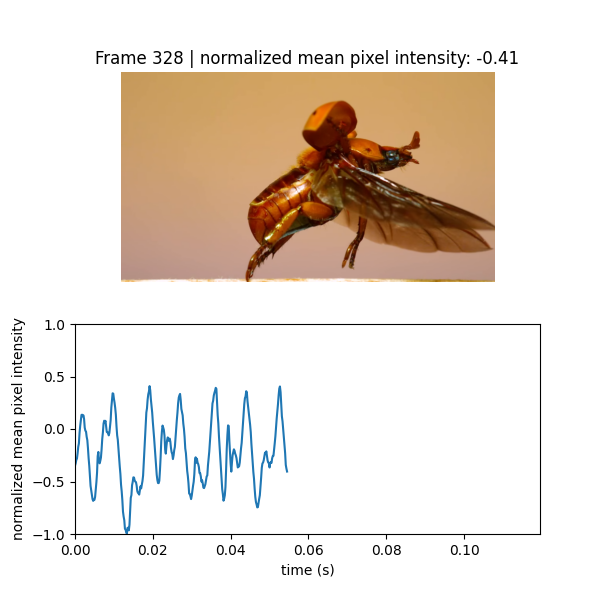 Frame 328 | normalized mean pixel intensity: -0.41
1.0
0.5
0.0
−0.5
−1.0
normalized mean pixel intensity
0.00 0.02 0.04 0.06 0.08 0.10
time (s)